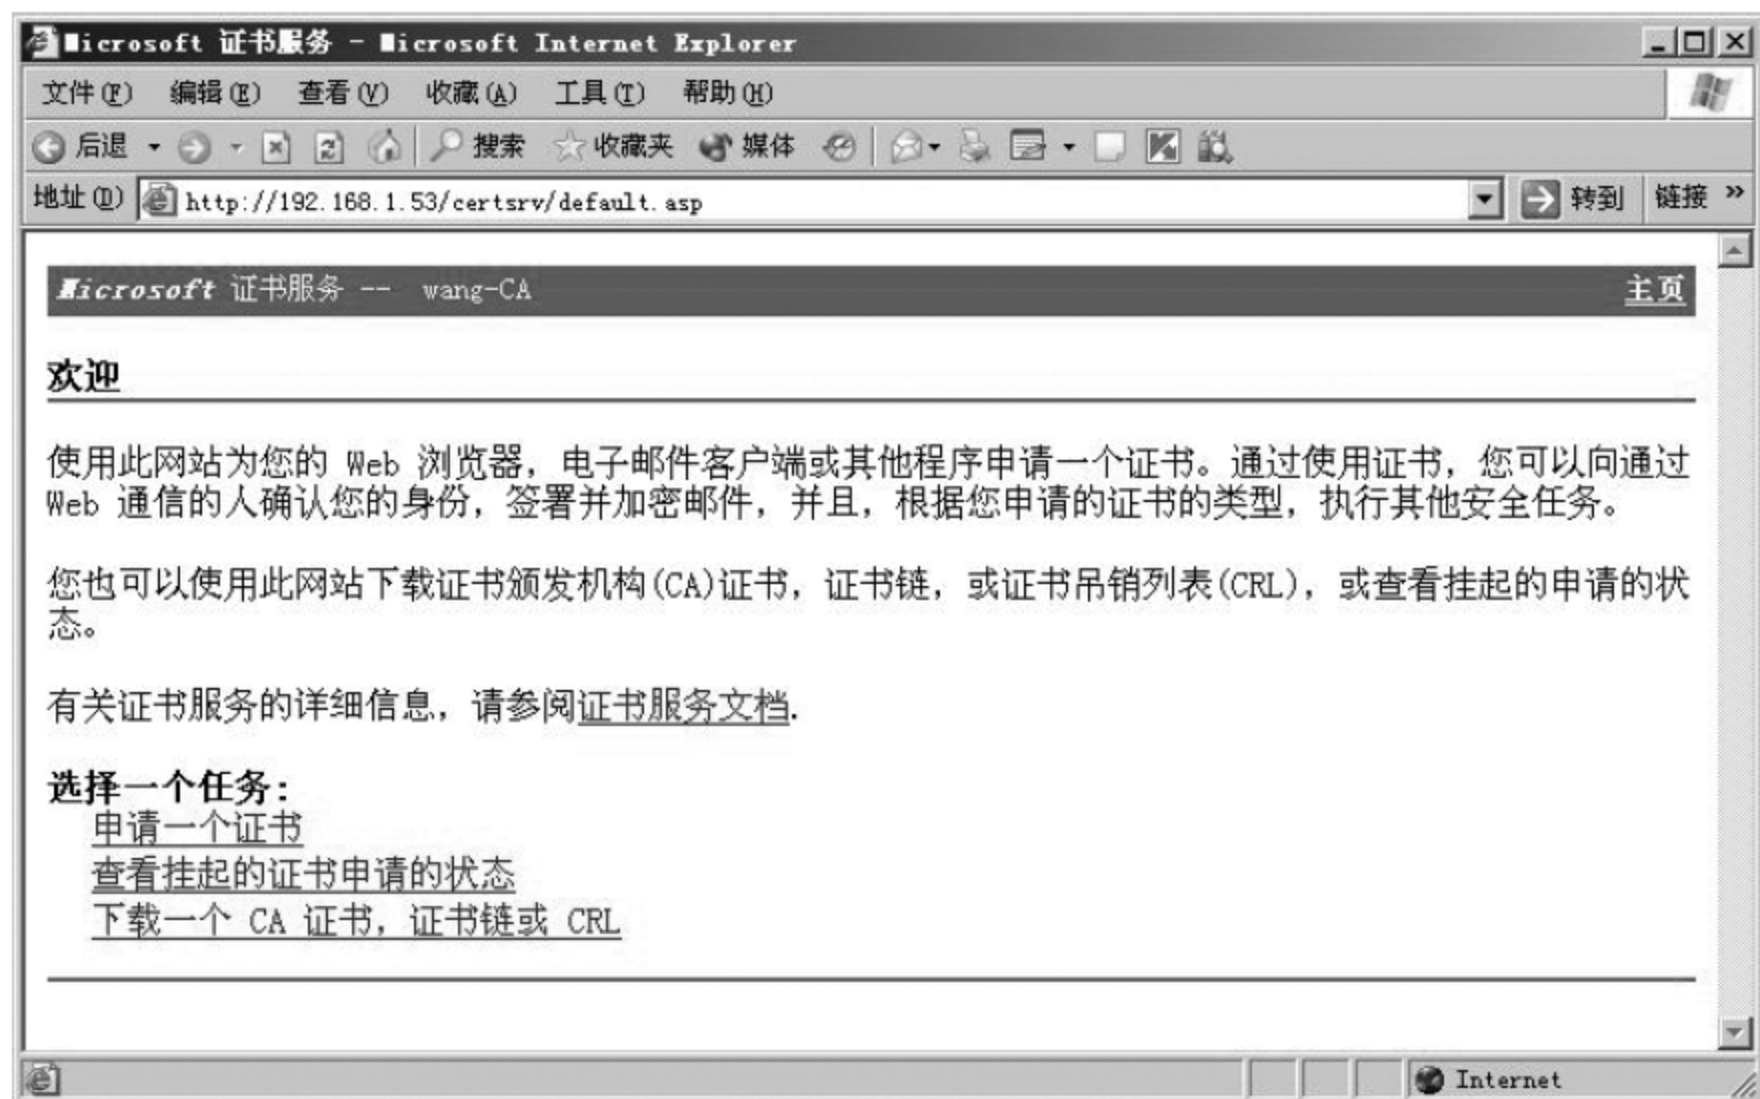 Microsoft 证书服务 - Microsoft Internet Explorer
文件(F) 编辑(E) 查看(V) 收藏(A) 工具(T) 帮助(H)
后退 搜索 收藏夹 媒体
地址(D) http://192.168.1.53/certsrv/default.asp 转到 链接 »
Microsoft 证书服务 -- wang-CA 主页
欢迎
使用此网站为您的 Web 浏览器，电子邮件客户端或其他程序申请一个证书。通过使用证书，您可以向通过
Web 通信的人确认您的身份，签署并加密邮件，并且，根据您申请的证书的类型，执行其他安全任务。
您也可以使用此网站下载证书颁发机构(CA)证书，证书链，或证书吊销列表(CRL)，或查看挂起的申请的状
态。
有关证书服务的详细信息，请参阅证书服务文档.
选择一个任务:
申请一个证书
查看挂起的证书申请的状态
下载一个 CA 证书，证书链或 CRL
Internet